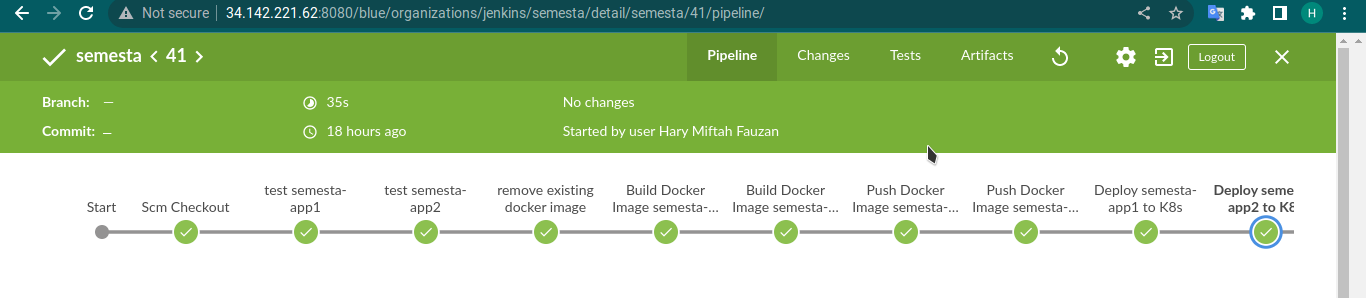 Not secure | 34.142.221.62:8080/blue/organizations/jenkins/semesta/detail/semesta/41/pipeline/
H
semesta < 41 >
Pipeline Changes Tests Artifacts Logout
Branch: — 35s No changes
Commit: — 18 hours ago Started by user Hary Miftah Fauzan
Start
Scm Checkout
test semesta-
app1
test semesta-
app2
remove existing
docker image
Build Docker
Image semesta-...
Build Docker
Image semesta-...
Push Docker
Image semesta-...
Push Docker
Image semesta-...
Deploy semesta-
app1 to K8s
Deploy seme
app2 to K8